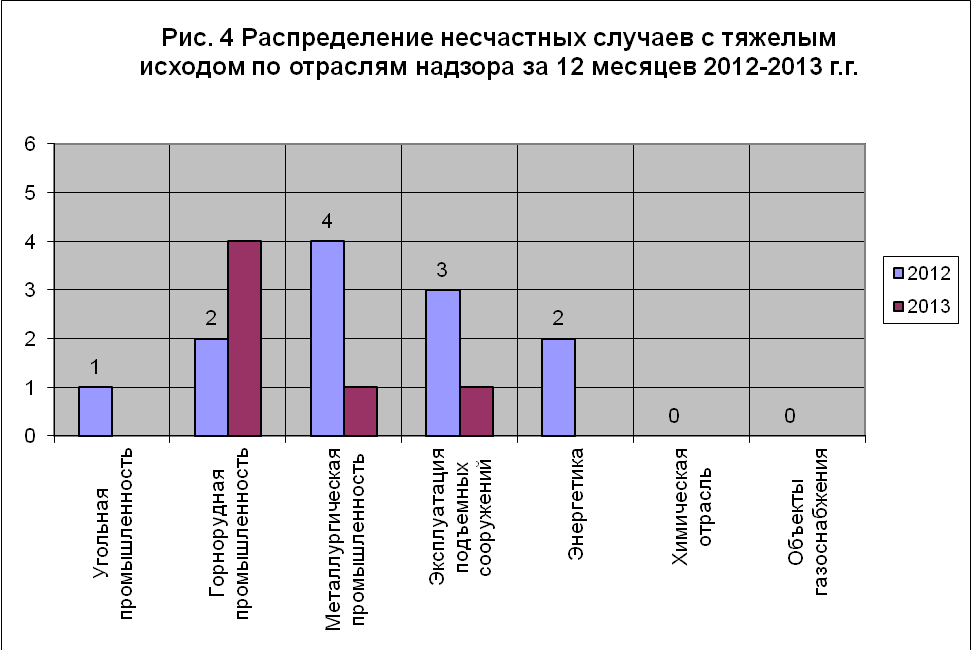 Рис. 4 Распределение несчастных случаев с тяжелым
исходом по отраслям надзора за 12 месяцев 2012-2013 г.г.
6
5
4
3
2
1
0
1
2
4
3
2
0
0
Угольная
промышленность
Горнорудная
промышленность
Металлургическая
промышленность
Эксплуатация
подъемных
сооружений
Энергетика
Химическая
отрасль
Объекты
газоснабжения
2012
2013